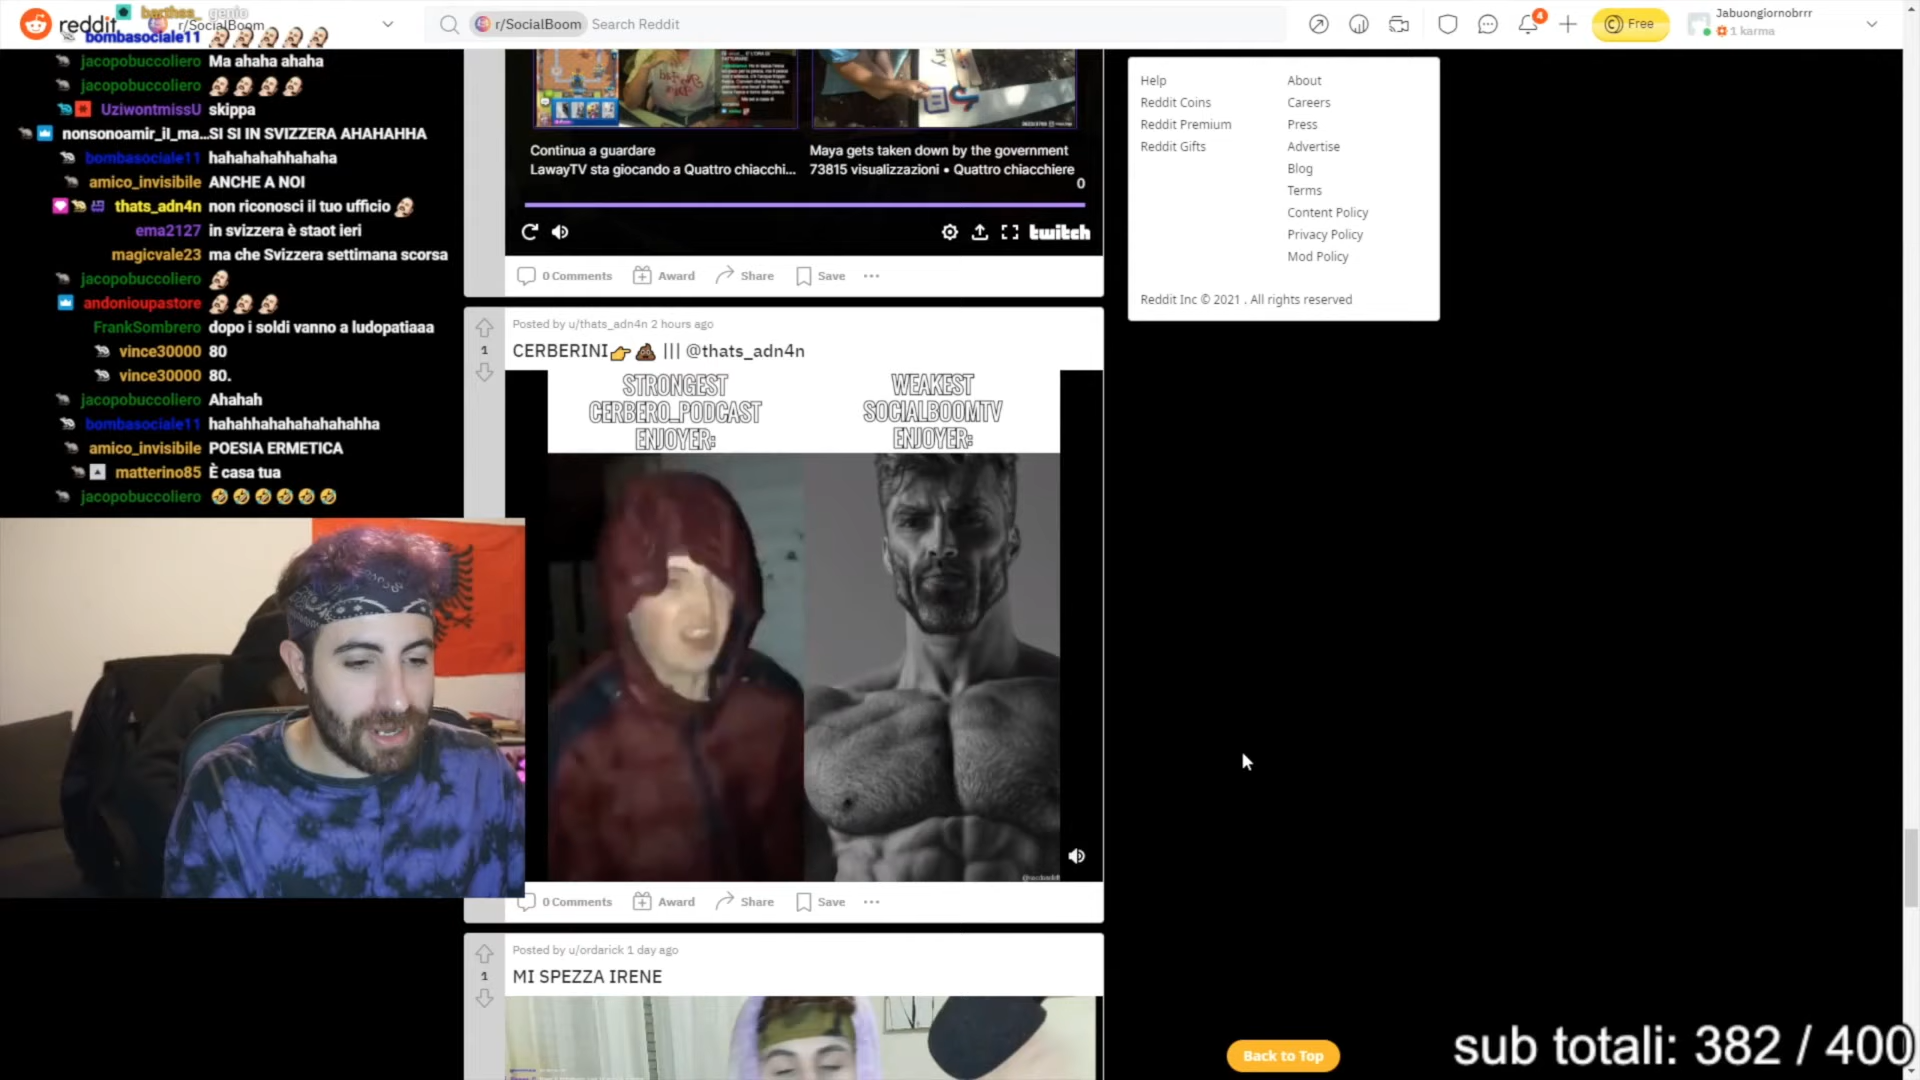 bacthss_ genio
reddit
r/SocialBoom
r/SocialBoom Search Reddit
4
Free
Jabuongiornobrrr
1 karma
bombasociale11
jacopobuccoliero Ma ahaha ahaha
jacopobuccoliero
UziwontmissU skippa
nonsonoamir_il_ma...SI SI IN SVIZZERA AHAHAHHA
bombasociale11 hahahahahhahaha
amico_invisibile ANCHE A NOI
thats_adn4n non riconosci il tuo ufficio
ema2127 in svizzera è staot ieri
magicvale23 ma che Svizzera settimana scorsa
jacopobuccoliero
andonioupastore
FrankSombrero dopo i soldi vanno a ludopatiaaa
vince30000 80
vince30000 80.
jacopobuccoliero Ahahah
bombasociale11 hahahhahahahahahahha
amico_invisibile POESIA ERMETICA
matterino85 È casa tua
jacopobuccoliero 🤣🤣🤣🤣🤣🤣
Continua a guardare
LawayTV sta giocando a Quattro chiacchi...
Maya gets taken down by the government
73815 visualizzazioni • Quattro chiacchiere
0
twitch
0 Comments Award Share Save
Posted by u/thats_adn4n 2 hours ago
1
CERBERINI👉💩 ||| @thats_adn4n
STRONGEST
CERBERO_PODCAST
ENJOYER:
WEAKEST
SOCIALBOOMTV
ENJOYER:
0 Comments Award Share Save
Posted by u/ordarick 1 day ago
1
MI SPEZZA IRENE
Help
Reddit Coins
Reddit Premium
Reddit Gifts
About
Careers
Press
Advertise
Blog
Terms
Content Policy
Privacy Policy
Mod Policy
Reddit Inc © 2021 . All rights reserved
Back to Top
sub totali: 382 / 400